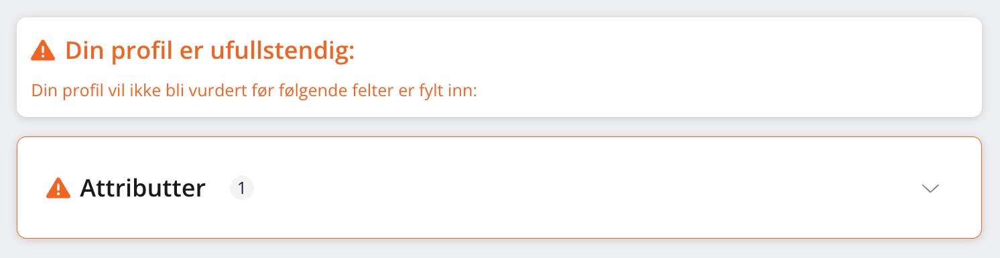 Din profil er ufullstendig:
Din profil vil ikke bli vurdert før følgende felter er fylt inn:
Attributter 1